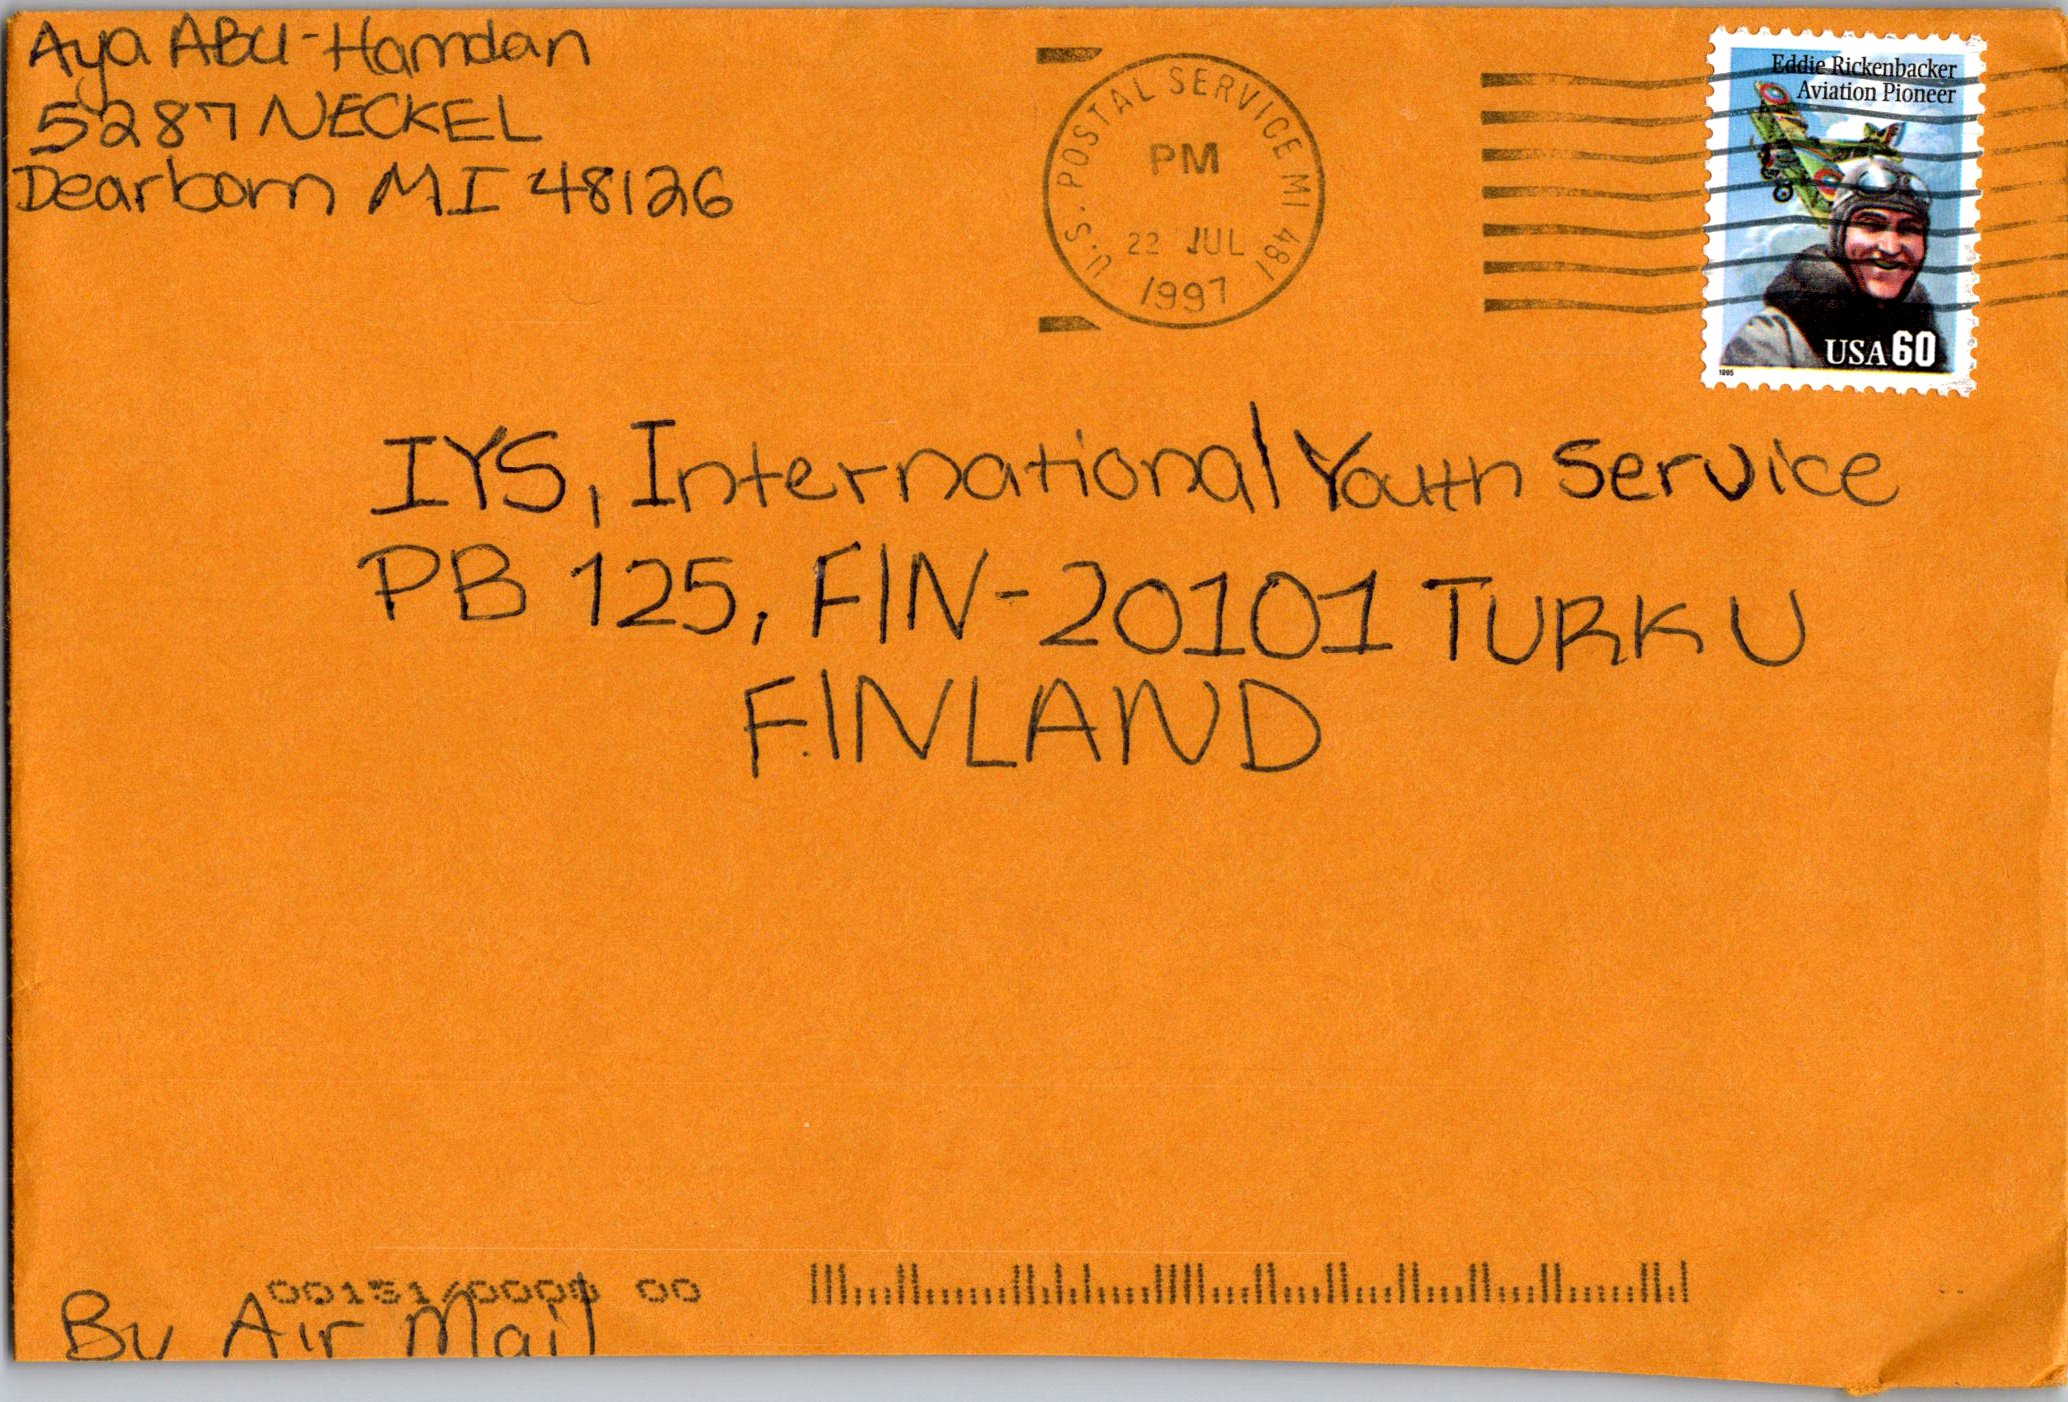 Aya ABU-Hamdan
5287 NECKEL
Dearborn MI 48126
U.S. POSTAL SERVICE MI 481
PM
22 JUL
1997
Eddie Rickenbacker
Aviation Pioneer
USA 60
1995
IYS, International Youth Service
PB 125, FIN-20101 TURKU
FINLAND
00
By Air Mail